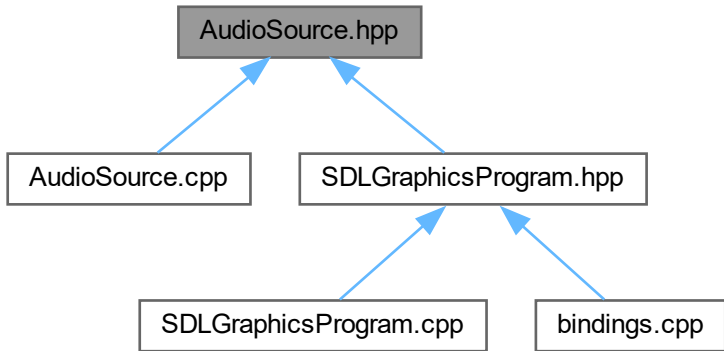 AudioSource.hpp
AudioSource.cpp
SDLGraphicsProgram.hpp
SDLGraphicsProgram.cpp
bindings.cpp